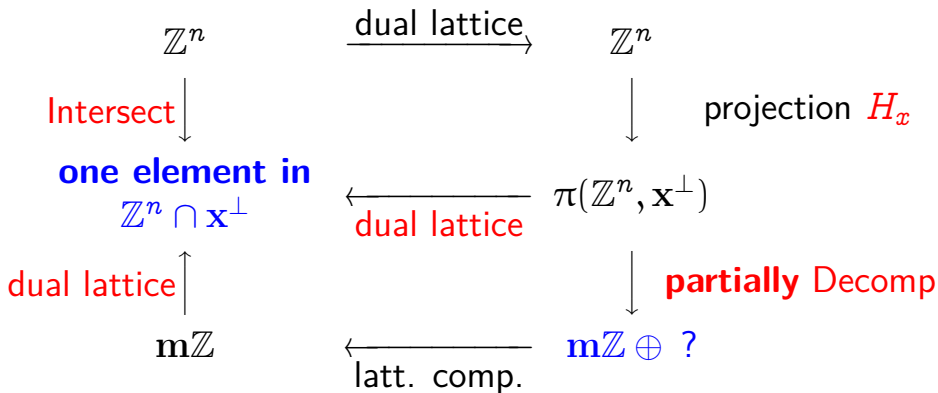 ℤⁿ dual lattice ℤⁿ
Intersect projection Hₓ
one element in
ℤⁿ ∩ x^⊥ dual lattice π(ℤⁿ, x^⊥)
dual lattice partially Decomp
mℤ latt. comp. mℤ ⊕ ?